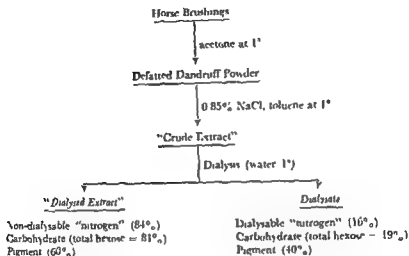 Horse Brushings
acetone at 1°
Defatted Dandruff Powder
0.85% NaCl, toluene at 1°
"Crude Extract"
Dialysis (water 1°)
"Dialysed Extract"
Non-dialysable "nitrogen" (84%)
Carbohydrate (total hexose = 81%)
Pigment (60%)
Dialysate
Dialysable "nitrogen" (16%)
Carbohydrate (total hexose = 19%)
Pigment (40%)